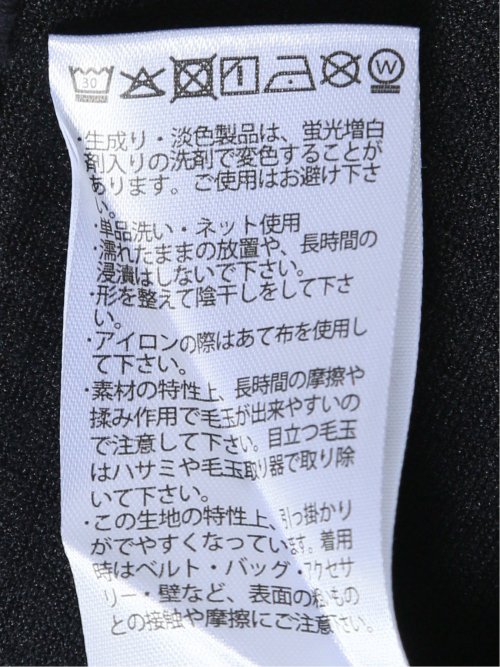 30 W
・生成り・淡色製品は、蛍光増白
剤入りの洗剤で変色することが
あります。ご使用はお避け下さ
い。
・単品洗い・ネット使用
・濡れたままの放置や、長時間の
浸漬はしないで下さい。
・形を整えて陰干しをして下さ
い。
・アイロンの際はあて布を使用し
て下さい。
・素材の特性上、長時間の摩擦や
揉み作用で毛玉が出来やすいの
で注意して下さい。目立つ毛玉
はハサミや毛玉取り器で取り除
いて下さい。
・この生地の特性上、引っ掛かり
がでやすくなっています。着用
時はベルト・バッグ・アクセサ
リー・壁など、表面の粗いもの
との接触や摩擦にご注意下さい。